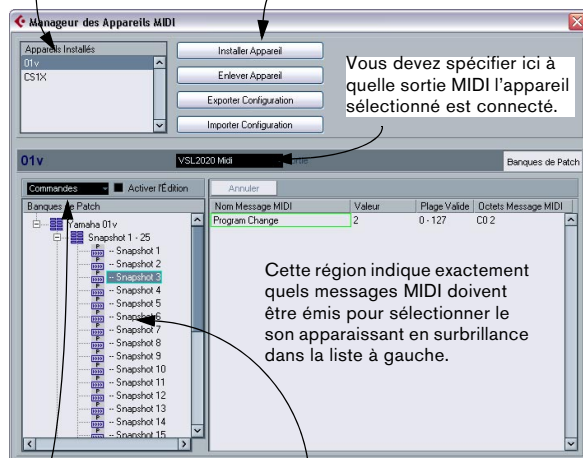 Manageur des Appareils MIDI
Appareils Installés
01v
CS1X
Installer Appareil
Enlever Appareil
Exporter Configuration
Importer Configuration
Vous devez spécifier ici à
quelle sortie MIDI l'appareil
sélectionné est connecté.
01v
VSL2020 Midi
Banques de Patch
Commandes
Activer l'Édition
Annuler
Banques de Patch
Nom Message MIDI
Valeur
Plage Valide
Octets Message MIDI
Program Change
2
0 - 127
C0 2
Yamaha 01v
Snapshot 1 - 25
-- Snapshot 1
-- Snapshot 2
-- Snapshot 3
-- Snapshot 4
-- Snapshot 5
-- Snapshot 6
-- Snapshot 7
-- Snapshot 8
-- Snapshot 9
-- Snapshot 10
-- Snapshot 11
-- Snapshot 12
-- Snapshot 13
-- Snapshot 14
-- Snapshot 15
Cette région indique exactement
quels messages MIDI doivent
être émis pour sélectionner le
son apparaissant en surbrillance
dans la liste à gauche.